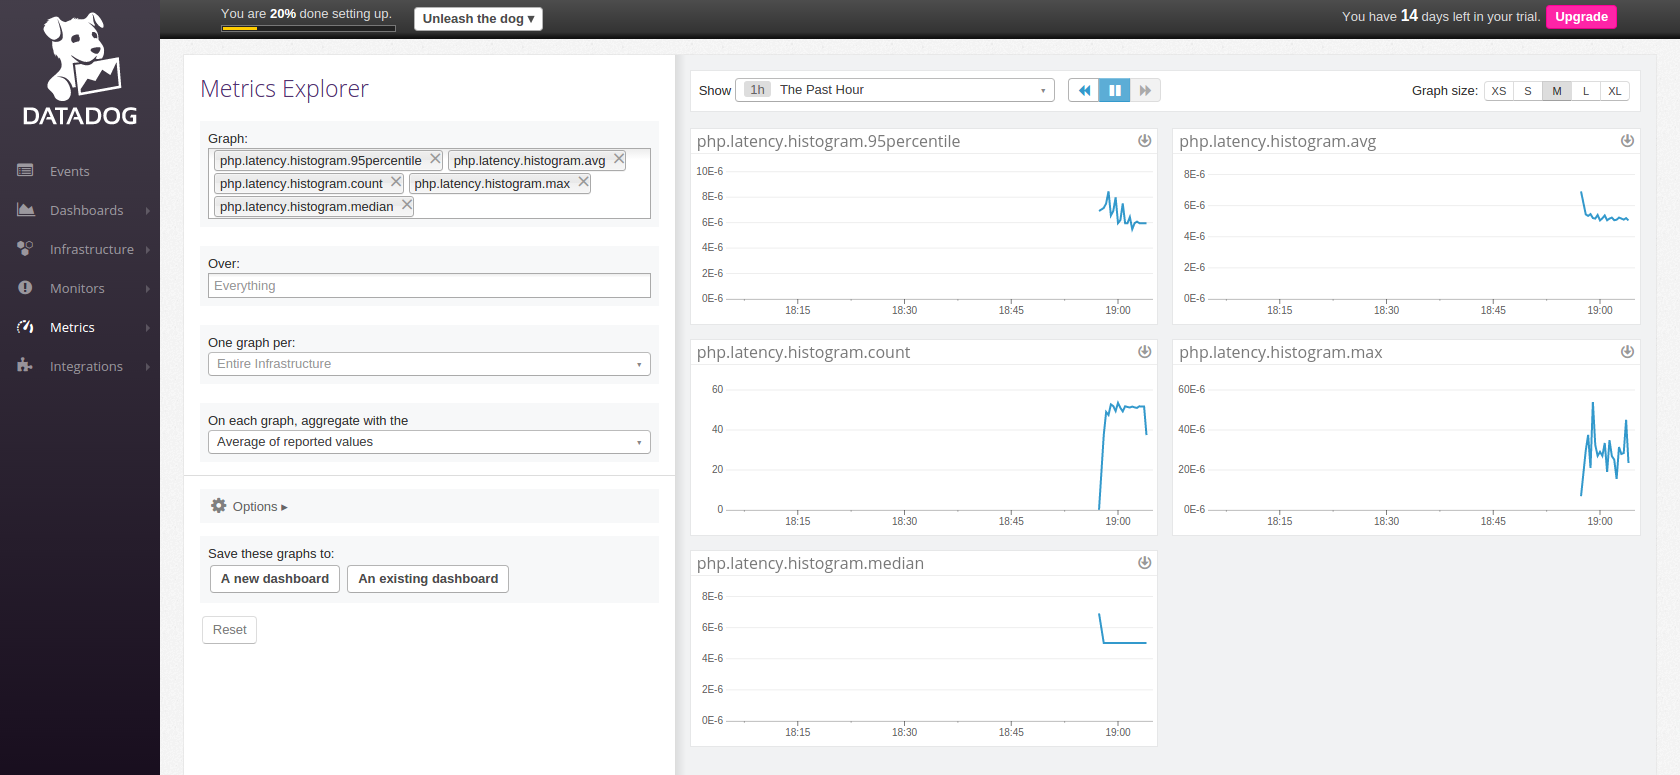 You are 20% done setting up.
Unleash the dog ▾
You have 14 days left in your trial.
Upgrade
DATADOG
Events
Dashboards
Infrastructure
Monitors
Metrics
Integrations
Metrics Explorer
Graph:
php.latency.histogram.95percentile
php.latency.histogram.avg
php.latency.histogram.count
php.latency.histogram.max
php.latency.histogram.median
Over:
Everything
One graph per:
Entire Infrastructure
On each graph, aggregate with the
Average of reported values
Options ▸
Save these graphs to:
A new dashboard
An existing dashboard
Reset
Show
1h The Past Hour
Graph size:
XS S M L XL
php.latency.histogram.95percentile
10E-6
8E-6
6E-6
4E-6
2E-6
0E-6
18:15 18:30 18:45 19:00
php.latency.histogram.avg
8E-6
6E-6
4E-6
2E-6
0E-6
18:15 18:30 18:45 19:00
php.latency.histogram.count
60
40
20
0
18:15 18:30 18:45 19:00
php.latency.histogram.max
60E-6
40E-6
20E-6
0E-6
18:15 18:30 18:45 19:00
php.latency.histogram.median
8E-6
6E-6
4E-6
2E-6
0E-6
18:15 18:30 18:45 19:00